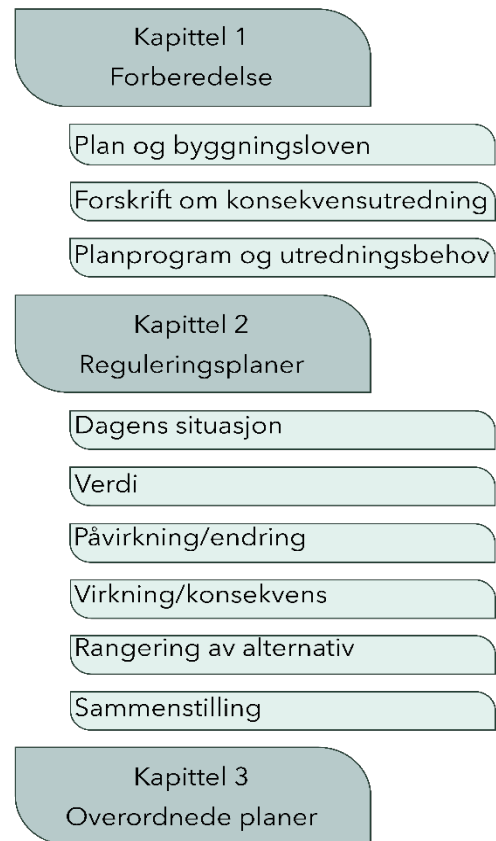 Kapittel 1
Forberedelse
Plan og byggningsloven
Forskrift om konsekvensutredning
Planprogram og utredningsbehov
Kapittel 2
Reguleringsplaner
Dagens situasjon
Verdi
Påvirkning/endring
Virkning/konsekvens
Rangering av alternativ
Sammenstilling
Kapittel 3
Overordnede planer